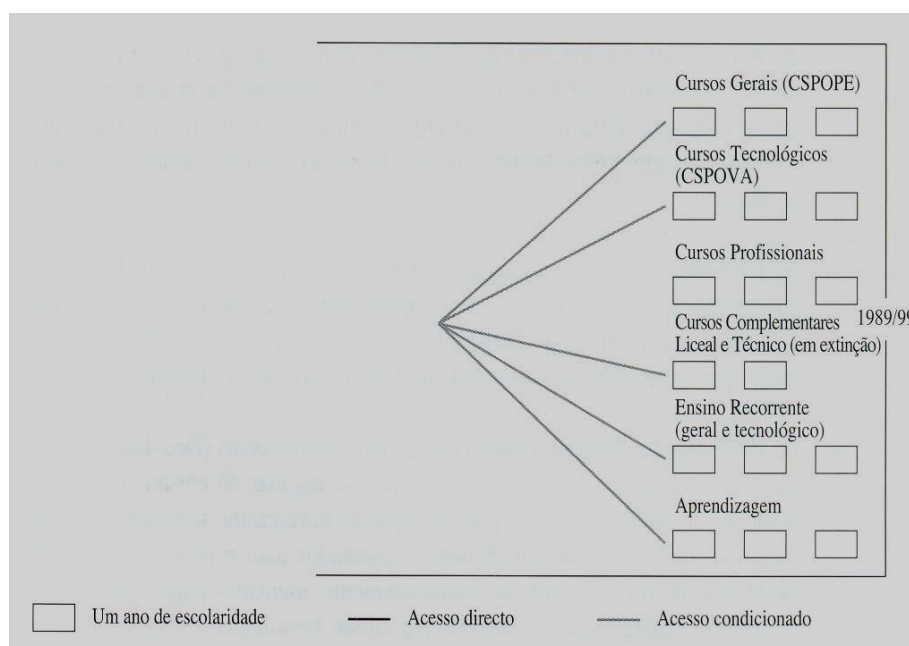 Cursos Gerais (CSPOPE)
Cursos Tecnológicos
(CSPOVA)
Cursos Profissionais
Cursos Complementares
Liceal e Técnico (em extinção)
1989/99
Ensino Recorrente
(geral e tecnológico)
Aprendizagem
Um ano de escolaridade
Acesso directo
Acesso condicionado